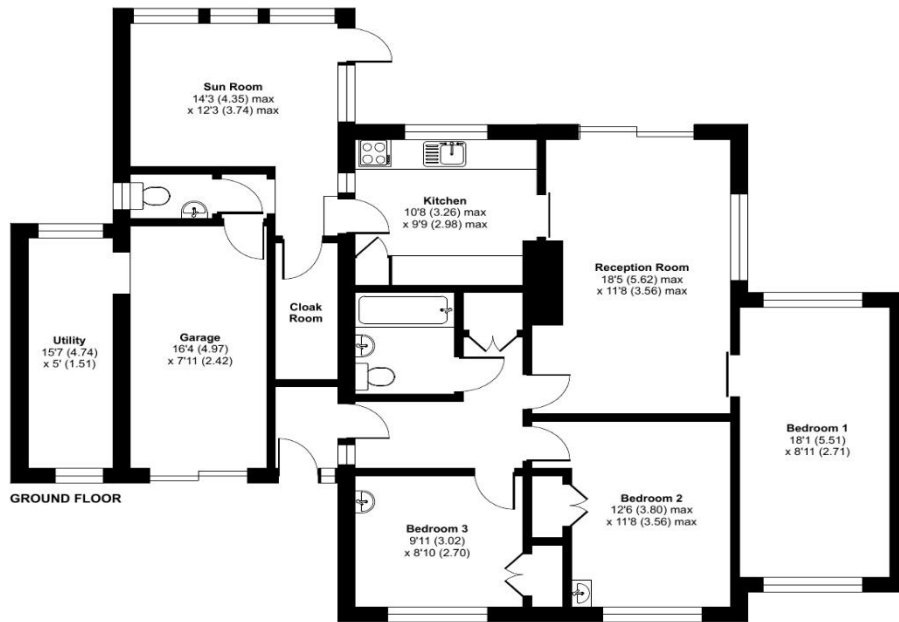 Sun Room
14'3 (4.35) max
x 12'3 (3.74) max
Kitchen
10'8 (3.26) max
x 9'9 (2.98) max
Reception Room
18'5 (5.62) max
x 11'8 (3.56) max
Cloak
Room
Utility
15'7 (4.74)
x 5' (1.51)
Garage
16'4 (4.97)
x 7'11 (2.42)
Bedroom 1
18'1 (5.51)
x 8'11 (2.71)
GROUND FLOOR
Bedroom 2
12'6 (3.80) max
x 11'8 (3.56) max
Bedroom 3
9'11 (3.02)
x 8'10 (2.70)